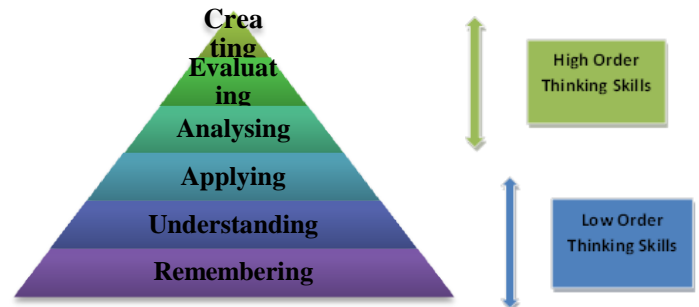 Crea
ting
Evaluat
ing
Analysing
Applying
Understanding
Remembering
High Order
Thinking Skills
Low Order
Thinking Skills